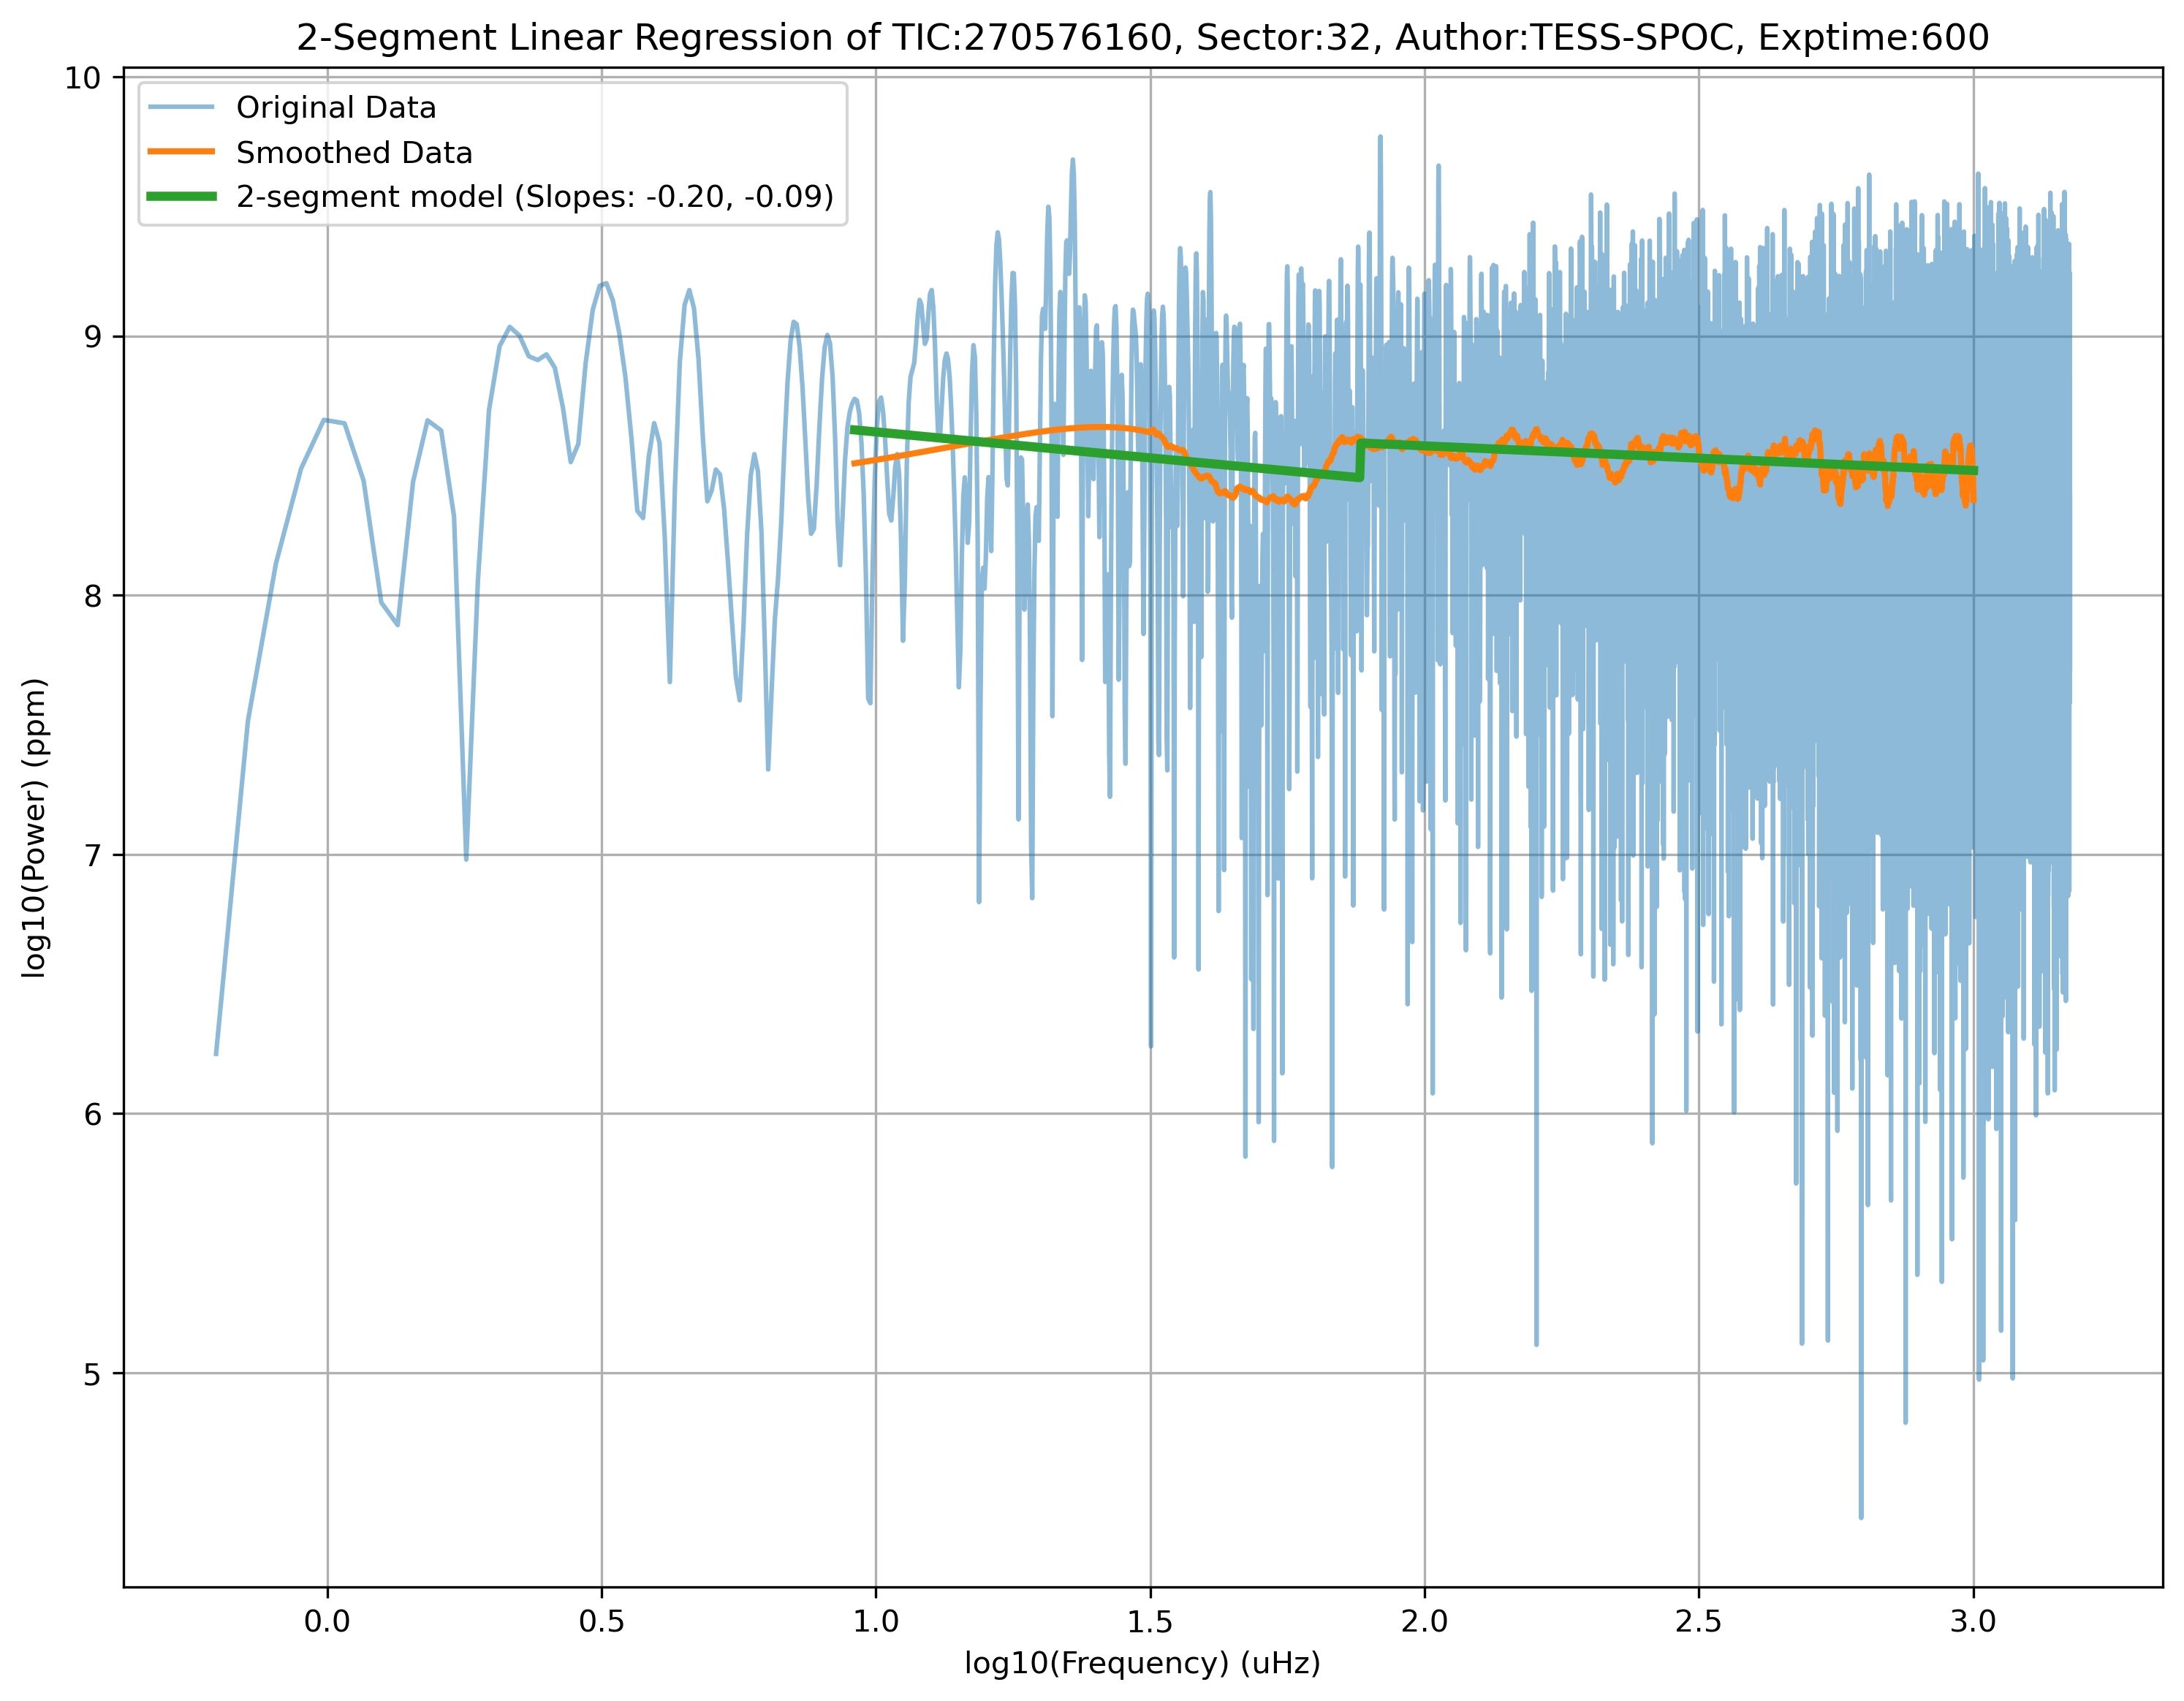 2-Segment Linear Regression of TIC:270576160, Sector:32, Author:TESS-SPOC, Exptime:600
Original Data
Smoothed Data
2-segment model (Slopes: -0.20, -0.09)
log10(Power) (ppm)
10
9
8
7
6
5
0.0
0.5
1.0
1.5
2.0
2.5
3.0
log10(Frequency) (uHz)